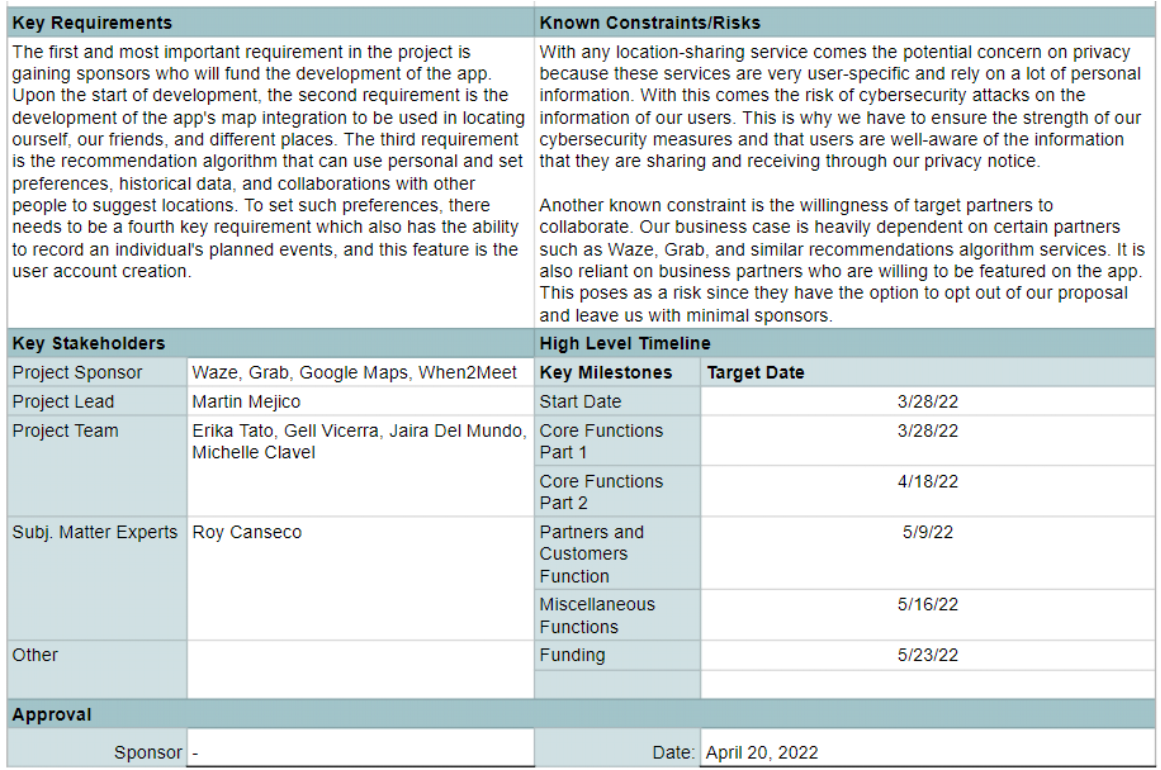 Key Requirements
The first and most important requirement in the project is
gaining sponsors who will fund the development of the app.
Upon the start of development, the second requirement is the
development of the app's map integration to be used in locating
ourself, our friends, and different places. The third requirement
is the recommendation algorithm that can use personal and set
preferences, historical data, and collaborations with other
people to suggest locations. To set such preferences, there
needs to be a fourth key requirement which also has the ability
to record an individual's planned events, and this feature is the
user account creation.
Known Constraints/Risks
With any location-sharing service comes the potential concern on privacy
because these services are very user-specific and rely on a lot of personal
information. With this comes the risk of cybersecurity attacks on the
information of our users. This is why we have to ensure the strength of our
cybersecurity measures and that users are well-aware of the information
that they are sharing and receiving through our privacy notice.
Another known constraint is the willingness of target partners to
collaborate. Our business case is heavily dependent on certain partners
such as Waze, Grab, and similar recommendations algorithm services. It is
also reliant on business partners who are willing to be featured on the app.
This poses as a risk since they have the option to opt out of our proposal
and leave us with minimal sponsors.
Key Stakeholders
Project Sponsor Waze, Grab, Google Maps, When2Meet
Project Lead Martin Mejico
Project Team Erika Tato, Gell Vicerra, Jaira Del Mundo,
Michelle Clavel
Subj. Matter Experts Roy Canseco
Other
High Level Timeline
Key Milestones Target Date
Start Date 3/28/22
Core Functions 3/28/22
Part 1
Core Functions 4/18/22
Part 2
Partners and 5/9/22
Customers
Function
Miscellaneous 5/16/22
Functions
Funding 5/23/22
Approval
Sponsor - Date: April 20, 2022